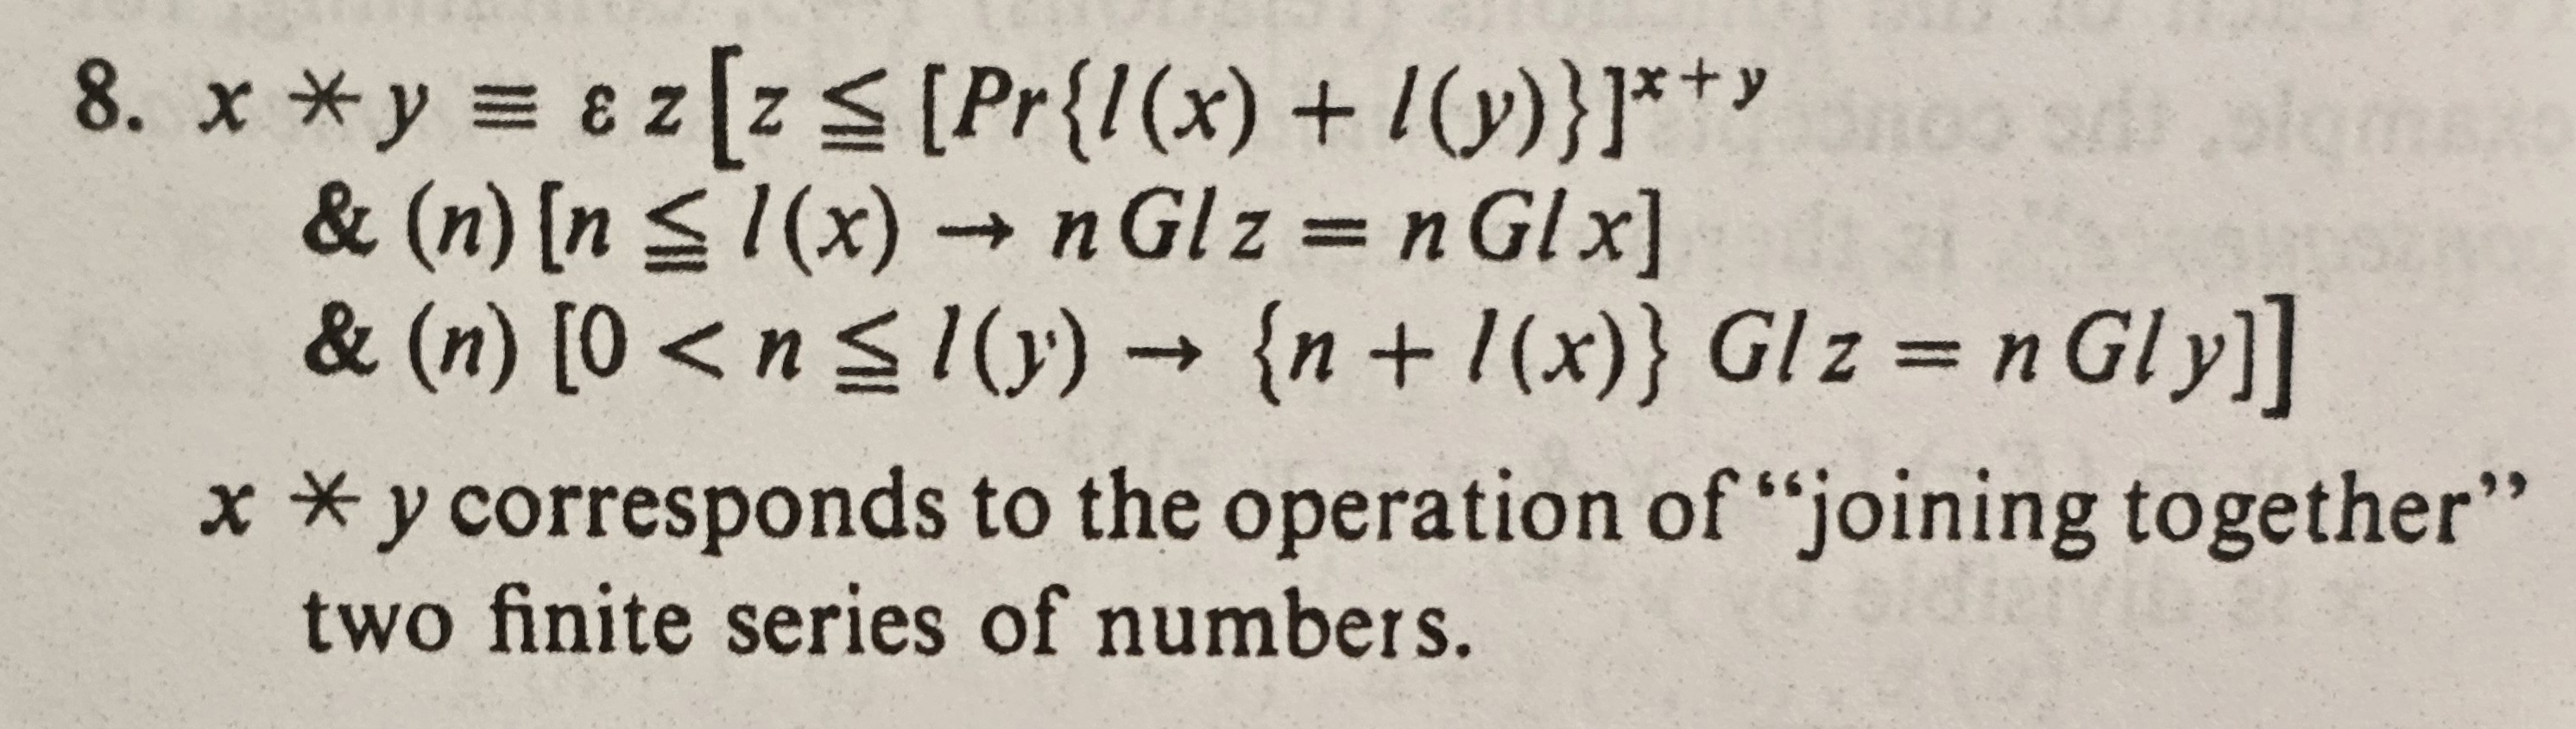 8. x * y ≡ ε z [z ≦ [Pr{l(x) + l(y)}]^{x+y}
& (n) [n ≦ l(x) → n Gl z = n Gl x]
& (n) [0 < n ≦ l(y) → {n + l(x)} Gl z = n Gl y]]
x * y corresponds to the operation of “joining together”
two finite series of numbers.